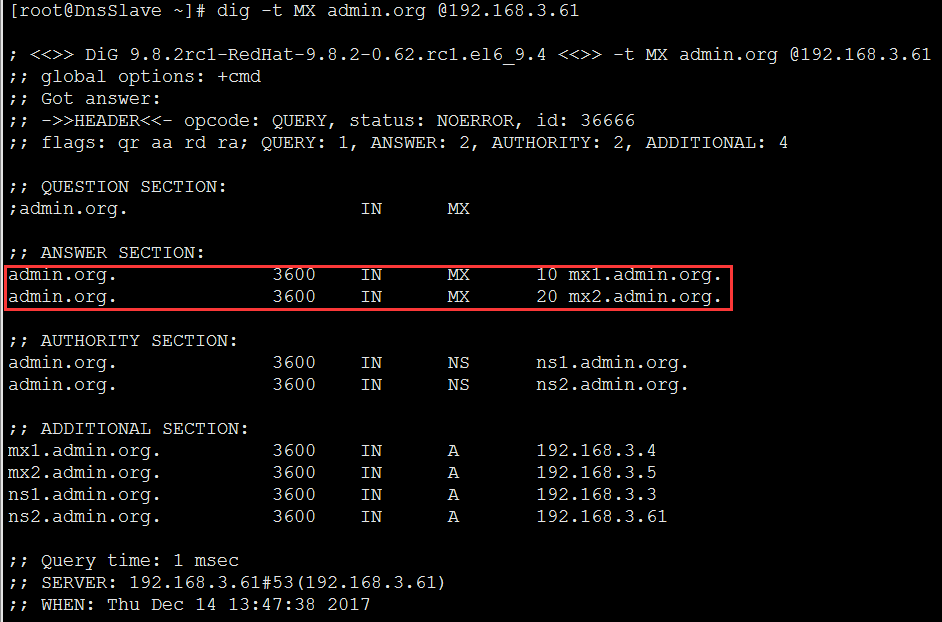 [root@DnsSlave ~]# dig -t MX admin.org @192.168.3.61
; <<>> DiG 9.8.2rc1-RedHat-9.8.2-0.62.rc1.el6_9.4 <<>> -t MX admin.org @192.168.3.61
;; global options: +cmd
;; Got answer:
;; ->>HEADER<<- opcode: QUERY, status: NOERROR, id: 36666
;; flags: qr aa rd ra; QUERY: 1, ANSWER: 2, AUTHORITY: 2, ADDITIONAL: 4
;; QUESTION SECTION:
;admin.org. IN MX
;; ANSWER SECTION:
admin.org. 3600 IN MX 10 mx1.admin.org.
admin.org. 3600 IN MX 20 mx2.admin.org.
;; AUTHORITY SECTION:
admin.org. 3600 IN NS ns1.admin.org.
admin.org. 3600 IN NS ns2.admin.org.
;; ADDITIONAL SECTION:
mx1.admin.org. 3600 IN A 192.168.3.4
mx2.admin.org. 3600 IN A 192.168.3.5
ns1.admin.org. 3600 IN A 192.168.3.3
ns2.admin.org. 3600 IN A 192.168.3.61
;; Query time: 1 msec
;; SERVER: 192.168.3.61#53(192.168.3.61)
;; WHEN: Thu Dec 14 13:47:38 2017